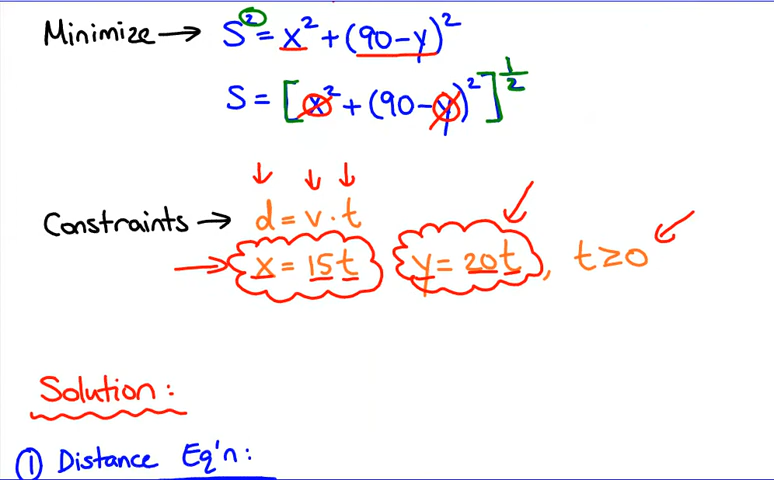 Minimize → S² = x² + (90-y)²
S = [x² + (90-y)²]^½
Constraints → d = v · t
x = 15t y = 20t, t ≥ 0
Solution:
① Distance Eq'n: